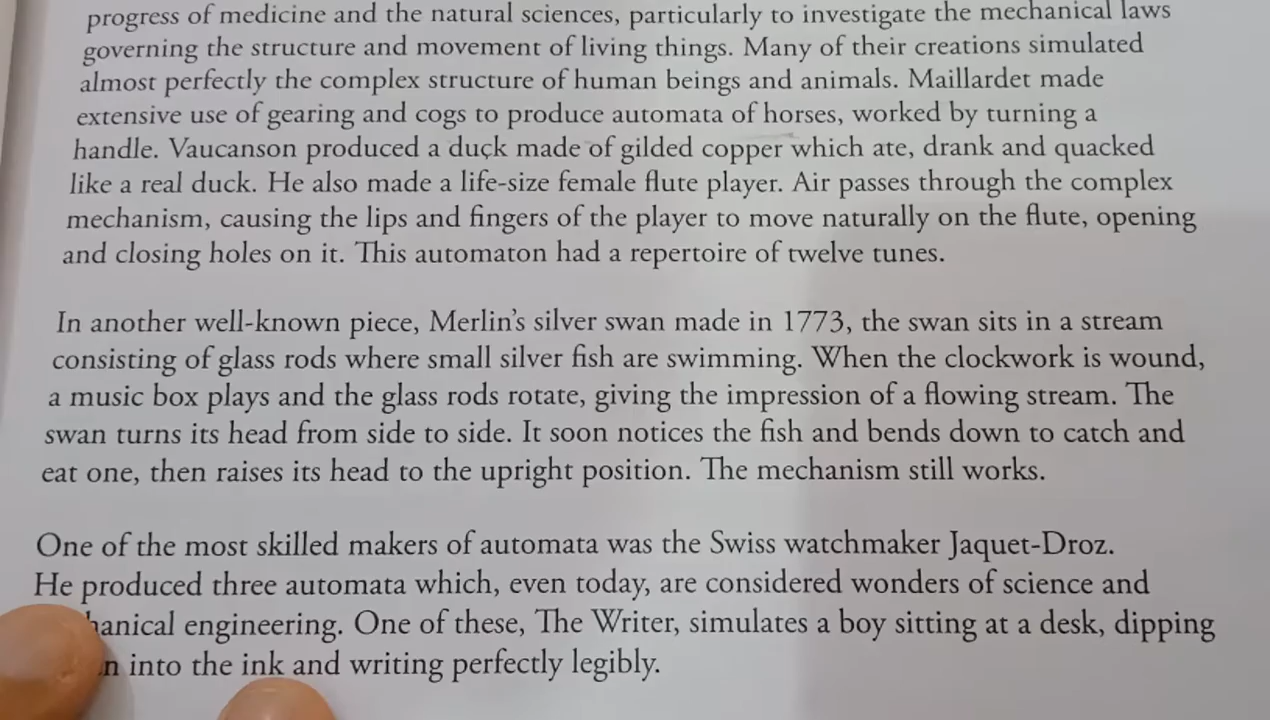 progress of medicine and the natural sciences, particularly to investigate the mechanical laws
governing the structure and movement of living things. Many of their creations simulated
almost perfectly the complex structure of human beings and animals. Maillardet made
extensive use of gearing and cogs to produce automata of horses, worked by turning a
handle. Vaucanson produced a duck made of gilded copper which ate, drank and quacked
like a real duck. He also made a life-size female flute player. Air passes through the complex
mechanism, causing the lips and fingers of the player to move naturally on the flute, opening
and closing holes on it. This automaton had a repertoire of twelve tunes.
In another well-known piece, Merlin's silver swan made in 1773, the swan sits in a stream
consisting of glass rods where small silver fish are swimming. When the clockwork is wound,
a music box plays and the glass rods rotate, giving the impression of a flowing stream. The
swan turns its head from side to side. It soon notices the fish and bends down to catch and
eat one, then raises its head to the upright position. The mechanism still works.
One of the most skilled makers of automata was the Swiss watchmaker Jaquet-Droz.
He produced three automata which, even today, are considered wonders of science and
hanical engineering. One of these, The Writer, simulates a boy sitting at a desk, dipping
n into the ink and writing perfectly legibly.